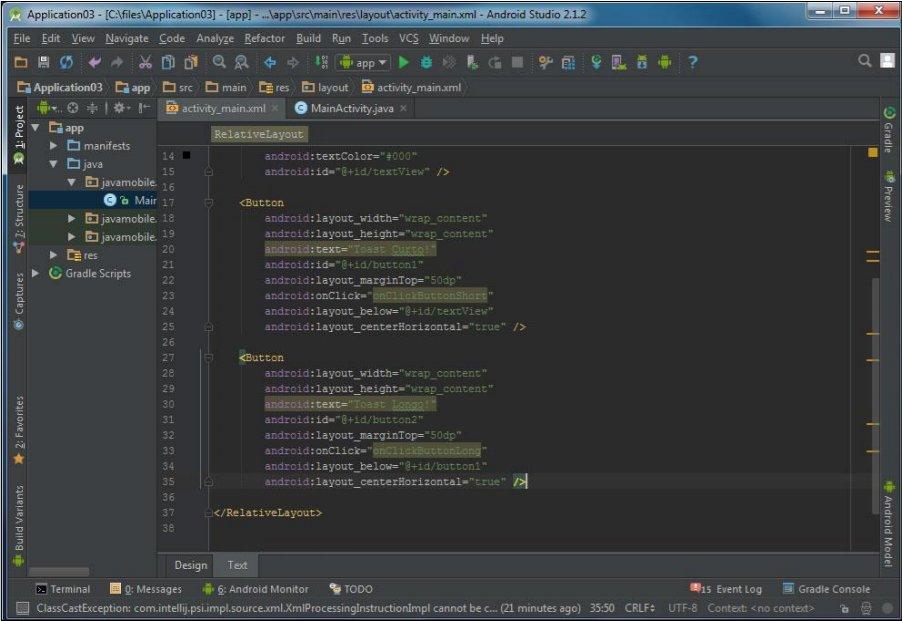 Application03 - [C:\files\Application03] - [app] - ...\app\src\main\res\layout\activity_main.xml - Android Studio 2.1.2
File Edit View Navigate Code Analyze Refactor Build Run Tools VCS Window Help
app
Application03 app src main res layout activity_main.xml
activity_main.xml MainActivity.java
1: Project
Z: Structure
Captures
2: Favorites
Build Variants
Gradle
Preview
Android Model
app
manifests
java
javamobile.
Mair
javamobile.
javamobile.
res
Gradle Scripts
RelativeLayout
14 android:textColor="#000"
15 android:id="@+id/textView" />
16
17 <Button
18 android:layout_width="wrap_content"
19 android:layout_height="wrap_content"
20 android:text="Toast Curto!"
21 android:id="@+id/button1"
22 android:layout_marginTop="50dp"
23 android:onClick="onClickButtonShort"
24 android:layout_below="@+id/textView"
25 android:layout_centerHorizontal="true" />
26
27 <Button
28 android:layout_width="wrap_content"
29 android:layout_height="wrap_content"
30 android:text="Toast Longo!"
31 android:id="@+id/button2"
32 android:layout_marginTop="50dp"
33 android:onClick="onClickButtonLong"
34 android:layout_below="@+id/button1"
35 android:layout_centerHorizontal="true" />
36
37 </RelativeLayout>
38
Design Text
Terminal 0: Messages 6: Android Monitor TODO 15 Event Log Gradle Console
ClassCastException: com.intellij.psi.impl.source.xml.XmlProcessingInstructionImpl cannot be c... (21 minutes ago) 35:50 CRLF UTF-8 Context: <no context>